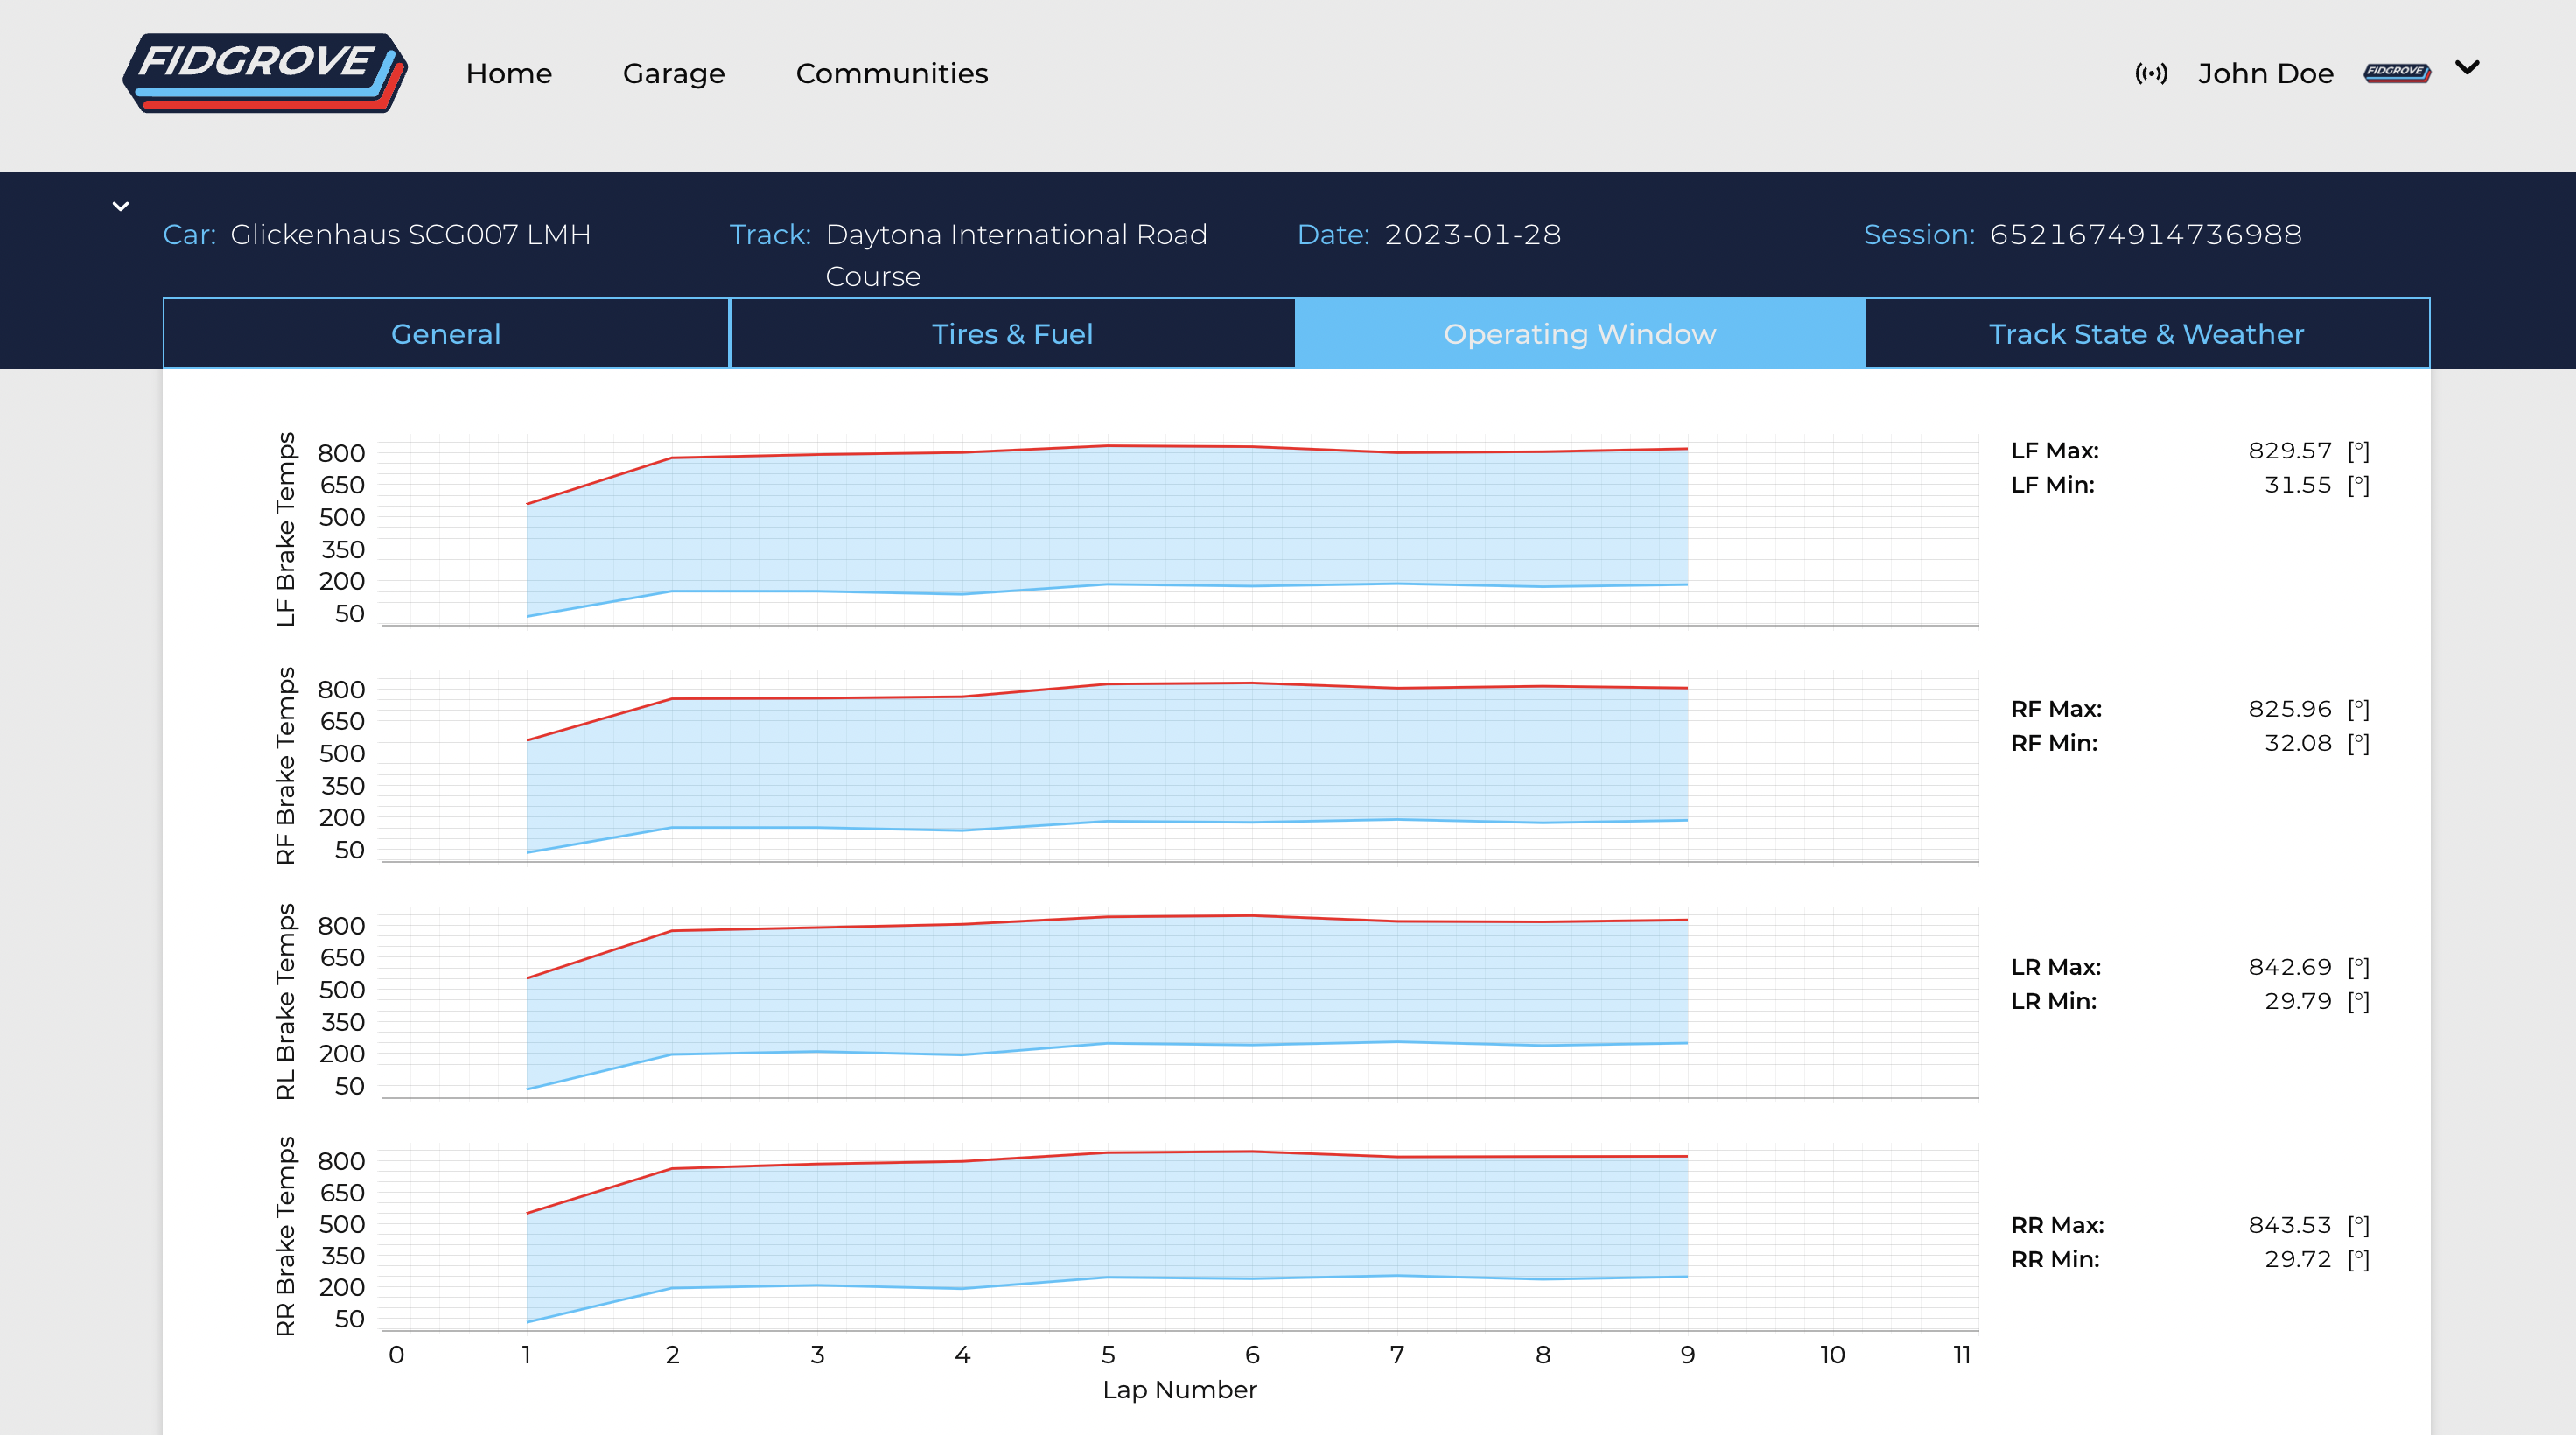 FIDGROVE
Home Garage Communities
John Doe FIDGROVE
Car: Glickenhaus SCG007 LMH
Track: Daytona International Road
Course
Date: 2023-01-28
Session: 6521674914736988
General
Tires & Fuel
Operating Window
Track State & Weather
LF Brake Temps
800
650
500
350
200
50
LF Max: 829.57 [°]
LF Min: 31.55 [°]
RF Brake Temps
800
650
500
350
200
50
RF Max: 825.96 [°]
RF Min: 32.08 [°]
RL Brake Temps
800
650
500
350
200
50
LR Max: 842.69 [°]
LR Min: 29.79 [°]
RR Brake Temps
800
650
500
350
200
50
RR Max: 843.53 [°]
RR Min: 29.72 [°]
0 1 2 3 4 5 6 7 8 9 10 11
Lap Number